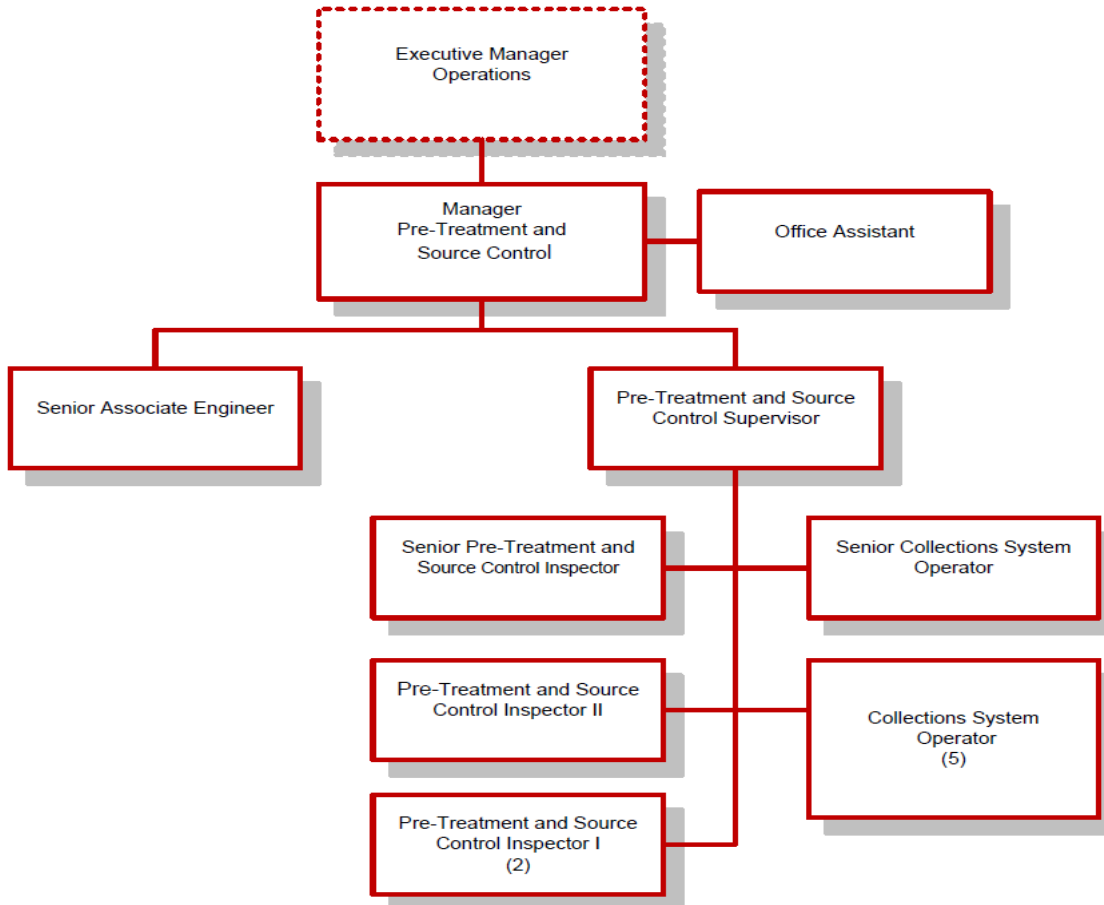 Executive Manager
Operations
Manager
Pre-Treatment and
Source Control
Office Assistant
Senior Associate Engineer
Pre-Treatment and Source
Control Supervisor
Senior Pre-Treatment and
Source Control Inspector
Senior Collections System
Operator
Pre-Treatment and Source
Control Inspector II
Collections System
Operator
(5)
Pre-Treatment and Source
Control Inspector I
(2)